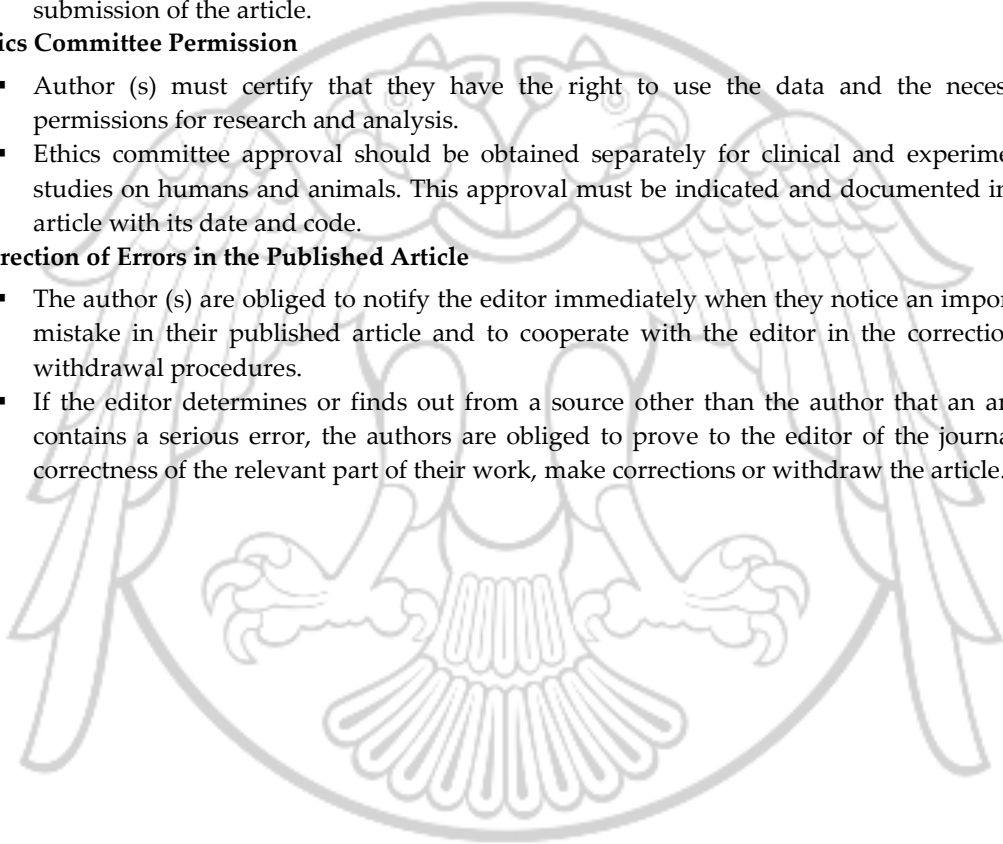 submission of the article.
ics Committee Permission
▪ Author (s) must certify that they have the right to use the data and the neces
permissions for research and analysis.
▪ Ethics committee approval should be obtained separately for clinical and experime
studies on humans and animals. This approval must be indicated and documented in
article with its date and code.
rection of Errors in the Published Article
▪ The author (s) are obliged to notify the editor immediately when they notice an impor
mistake in their published article and to cooperate with the editor in the correctio
withdrawal procedures.
▪ If the editor determines or finds out from a source other than the author that an ar
contains a serious error, the authors are obliged to prove to the editor of the journa
correctness of the relevant part of their work, make corrections or withdraw the article.